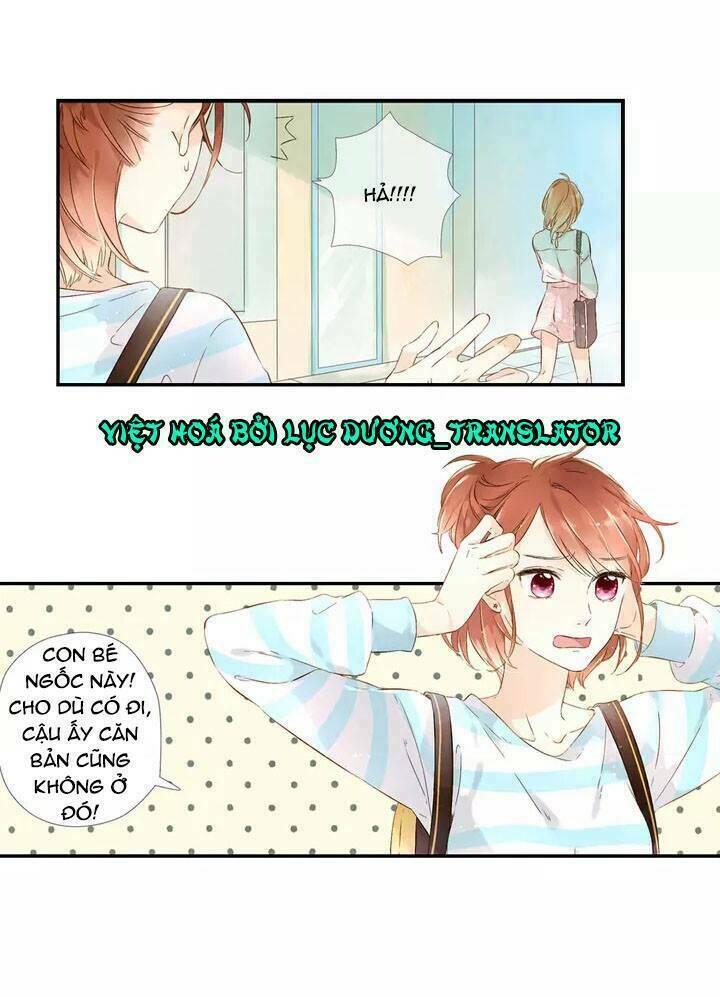 HẢ!!!!
VIỆT HOÁ BỞI LỤC DƯƠNG_TRANSLATOR
CON BÉ
NGỐC NÀY!
CHO DÙ CÓ ĐI,
CẬU ẤY CĂN
BẢN CŨNG
KHÔNG Ở
ĐÓ!